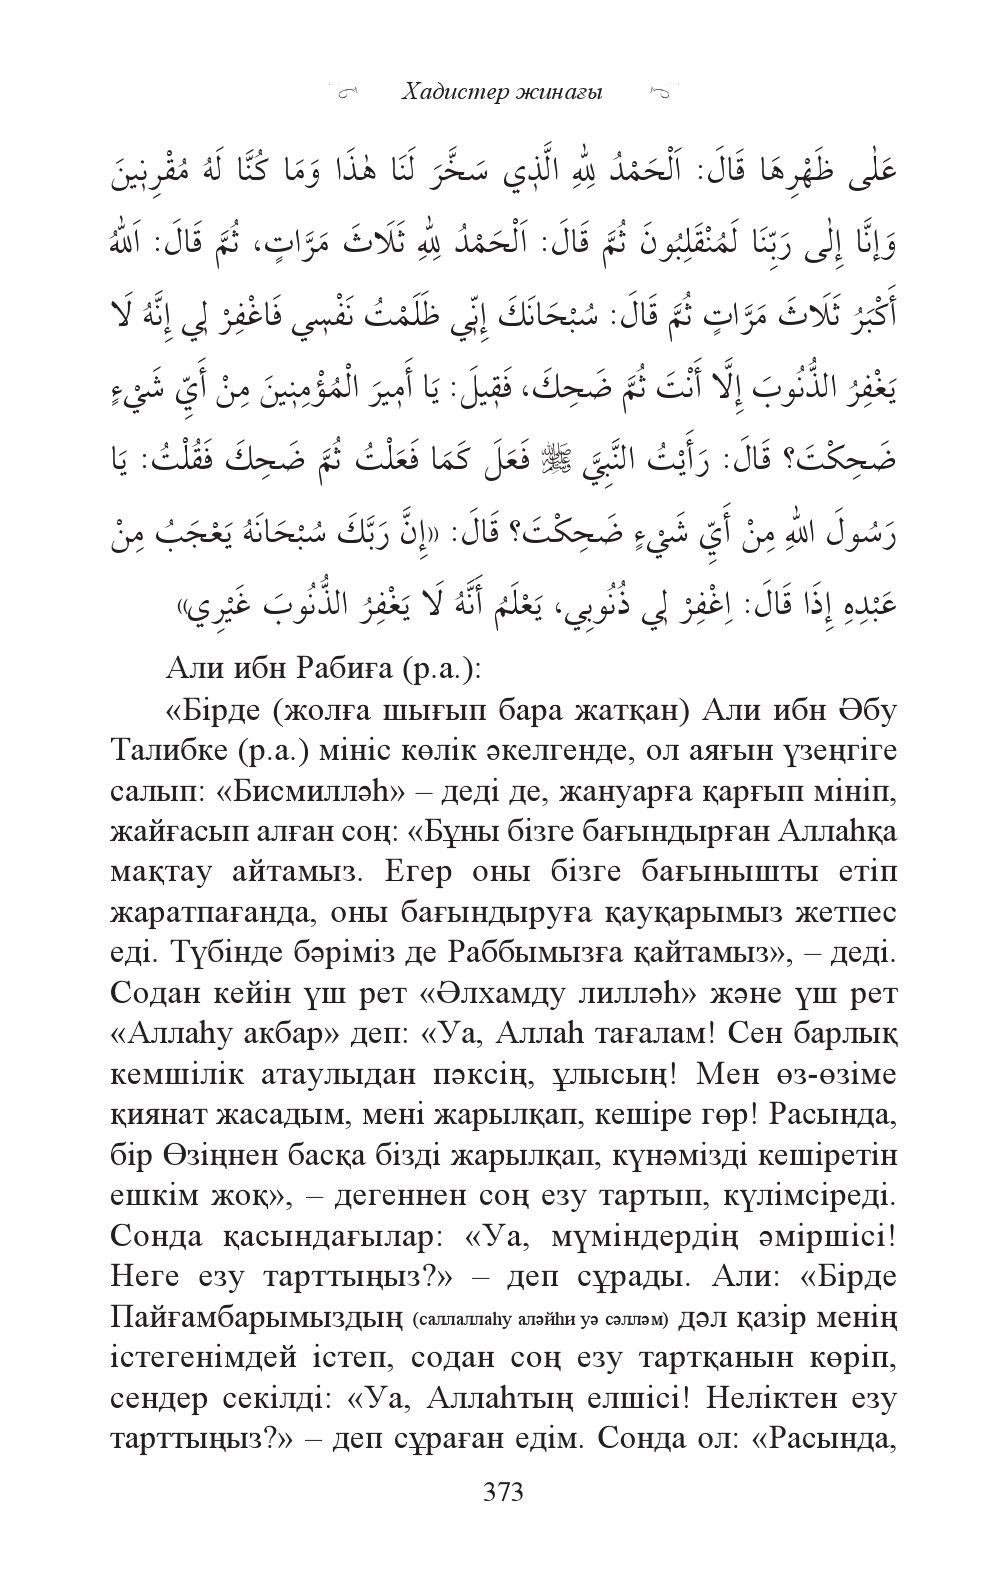 Хадистер жинағы
عَلٰى ظَهْرِهَا قَالَ: اَلْحَمْدُ لِلهِ الَّذِي سَخَّرَ لَنَا هٰذَا وَمَا كُنَّا لَهُ مُقْرِنِينَ
وَإِنَّا إِلٰى رَبِّنَا لَمُنْقَلِبُونَ ثُمَّ قَالَ: اَلْحَمْدُ لِلهِ ثَلَاثَ مَرَّاتٍ، ثُمَّ قَالَ: اَللهُ
أَكْبَرُ ثَلَاثَ مَرَّاتٍ ثُمَّ قَالَ: سُبْحَانَكَ إِنِّي ظَلَمْتُ نَفْسِي فَاغْفِرْ لِي إِنَّهُ لَا
يَغْفِرُ الذُّنُوبَ إِلَّا أَنْتَ ثُمَّ ضَحِكَ، فَقِيلَ: يَا أَمِيرَ الْمُؤْمِنِينَ مِنْ أَيِّ شَيْءٍ
ضَحِكْتَ؟ قَالَ: رَأَيْتُ النَّبِيَّ ﷺ فَعَلَ كَمَا فَعَلْتُ ثُمَّ ضَحِكَ فَقُلْتُ: يَا
رَسُولَ اللهِ مِنْ أَيِّ شَيْءٍ ضَحِكْتَ؟ قَالَ: «إِنَّ رَبَّكَ سُبْحَانَهُ يَعْجَبُ مِنْ
عَبْدِهِ إِذَا قَالَ: اِغْفِرْ لِي ذُنُوبِي، يَعْلَمُ أَنَّهُ لَا يَغْفِرُ الذُّنُوبَ غَيْرِي»
Али ибн Рабиға (р.а.):
«Бірде (жолға шығып бара жатқан) Али ибн Әбу
Талибке (р.а.) мініс көлік әкелгенде, ол аяғын үзеңгіге
салып: «Бисмилләһ» – деді де, жануарға қарғып мініп,
жайғасып алған соң: «Бұны бізге бағындырған Аллаһқа
мақтау айтамыз. Егер оны бізге бағынышты етіп
жаратпағанда, оны бағындыруға қауқарымыз жетпес
еді. Түбінде бәріміз де Раббымызға қайтамыз», – деді.
Содан кейін үш рет «Әлхамду лилләһ» және үш рет
«Аллаһу акбар» деп: «Уа, Аллаһ тағалам! Сен барлық
кемшілік атаулыдан пәксің, ұлысың! Мен өз-өзіме
қиянат жасадым, мені жарылқап, кешіре гөр! Расында,
бір Өзіңнен басқа бізді жарылқап, күнәмізді кешіретін
ешкім жоқ», – дегеннен соң езу тартып, күлімсіреді.
Сонда қасындағылар: «Уа, мүміндердің әміршісі!
Неге езу тарттыңыз?» – деп сұрады. Али: «Бірде
Пайғамбарымыздың (саллаллаһу аләйһи уә сәлләм) дәл қазір менің
істегенімдей істеп, содан соң езу тартқанын көріп,
сендер секілді: «Уа, Аллаһтың елшісі! Неліктен езу
тарттыңыз?» – деп сұраған едім. Сонда ол: «Расында,
373